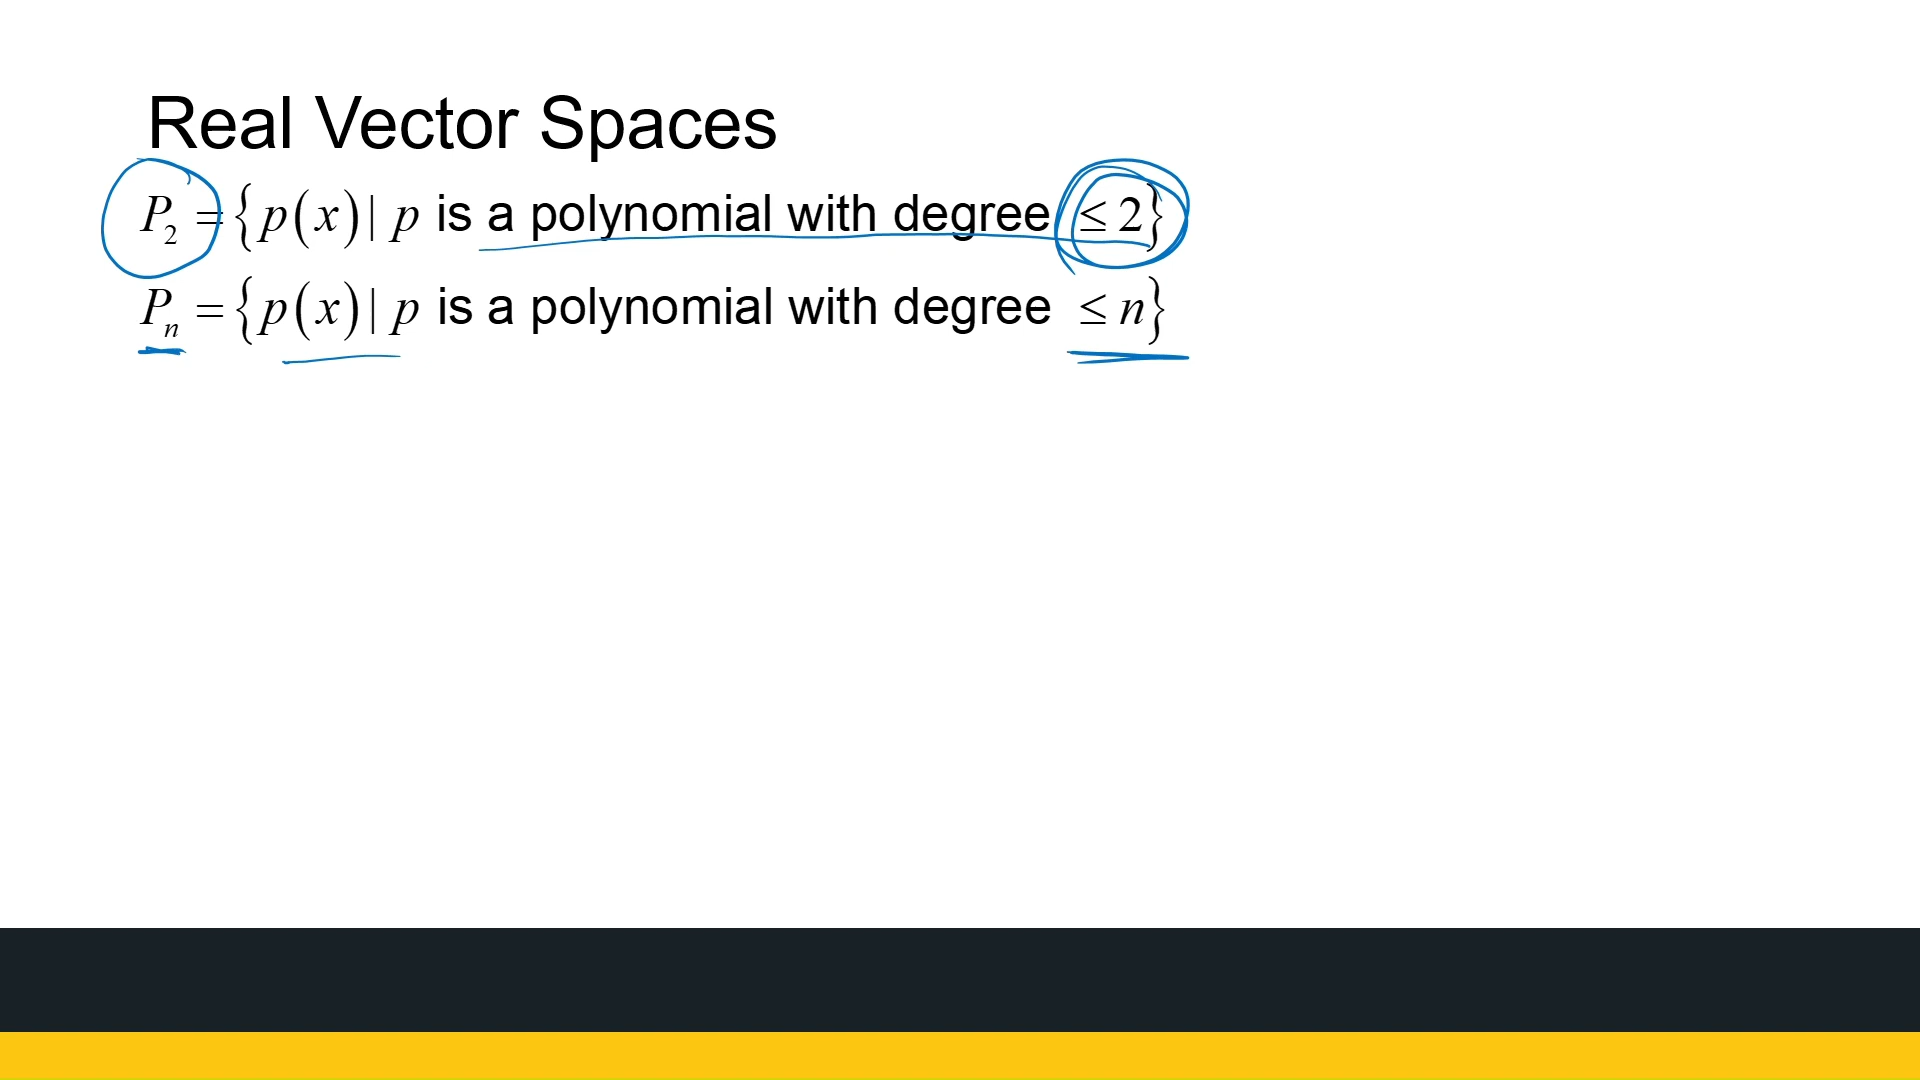 Real Vector Spaces
P₂ = {p(x) | p is a polynomial with degree ≤ 2}
Pₙ = {p(x) | p is a polynomial with degree ≤ n}